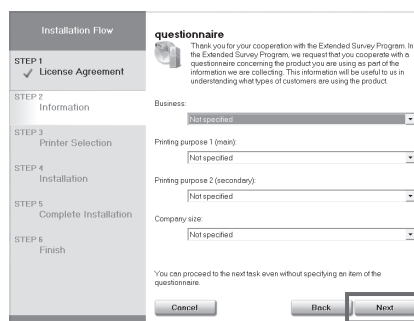 Installation Flow
STEP 1
License Agreement
STEP 2
Information
STEP 3
Printer Selection
STEP 4
Installation
STEP 5
Complete Installation
STEP 6
Finish
questionnaire
Thank you for your cooperation with the Extended Survey Program. In
the Extended Survey Program, we request that you cooperate with a
questionnaire concerning the product you are using as part of the
information we are collecting. This information will be useful to us in
understanding what types of customers are using the product.
Business:
Not specified
Printing purpose 1 (main):
Not specified
Printing purpose 2 (secondary):
Not specified
Company size:
Not specified
You can proceed to the next task even without specifying an item of the
questionnaire.
Cancel
Back
Next